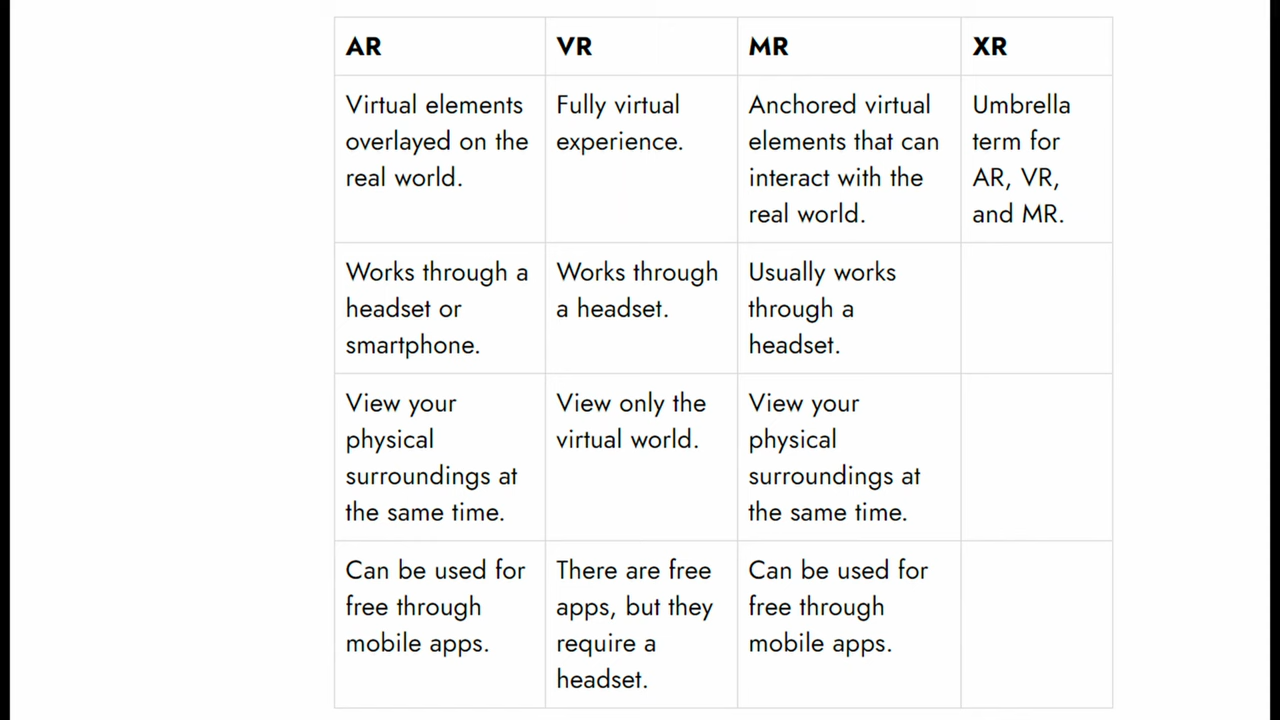 AR VR MR XR
Virtual elements
overlayed on the
real world.
Fully virtual
experience.
Anchored virtual
elements that can
interact with the
real world.
Umbrella
term for
AR, VR,
and MR.
Works through a
headset or
smartphone.
Works through
a headset.
Usually works
through a
headset.
View your
physical
surroundings at
the same time.
View only the
virtual world.
View your
physical
surroundings at
the same time.
Can be used for
free through
mobile apps.
There are free
apps, but they
require a
headset.
Can be used for
free through
mobile apps.